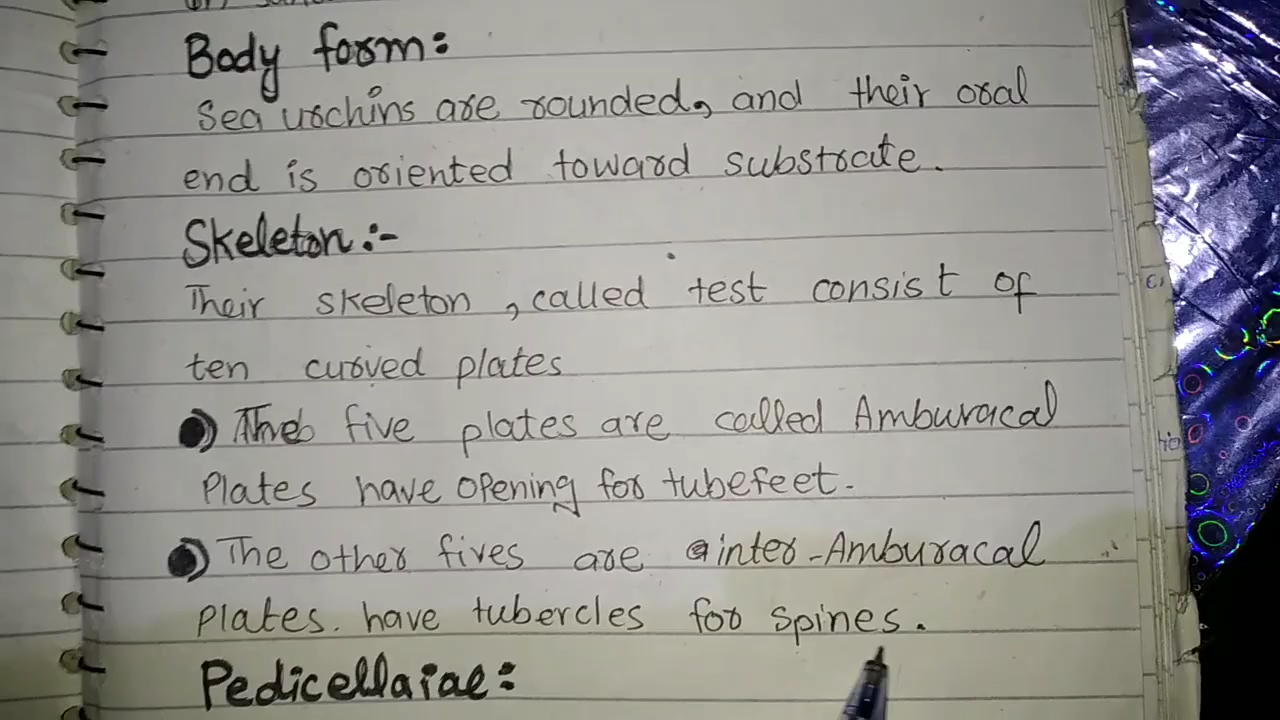 Body form:
Sea urchins are rounded, and their oral
end is oriented toward substrate.
Skeleton:-
Their skeleton, called test consist of
ten curved plates
five plates are called Amburacal
Plates have opening for tubefeet.
The other fives are inter-Amburacal
plates. have tubercles for spines.
Pedicellaiae: